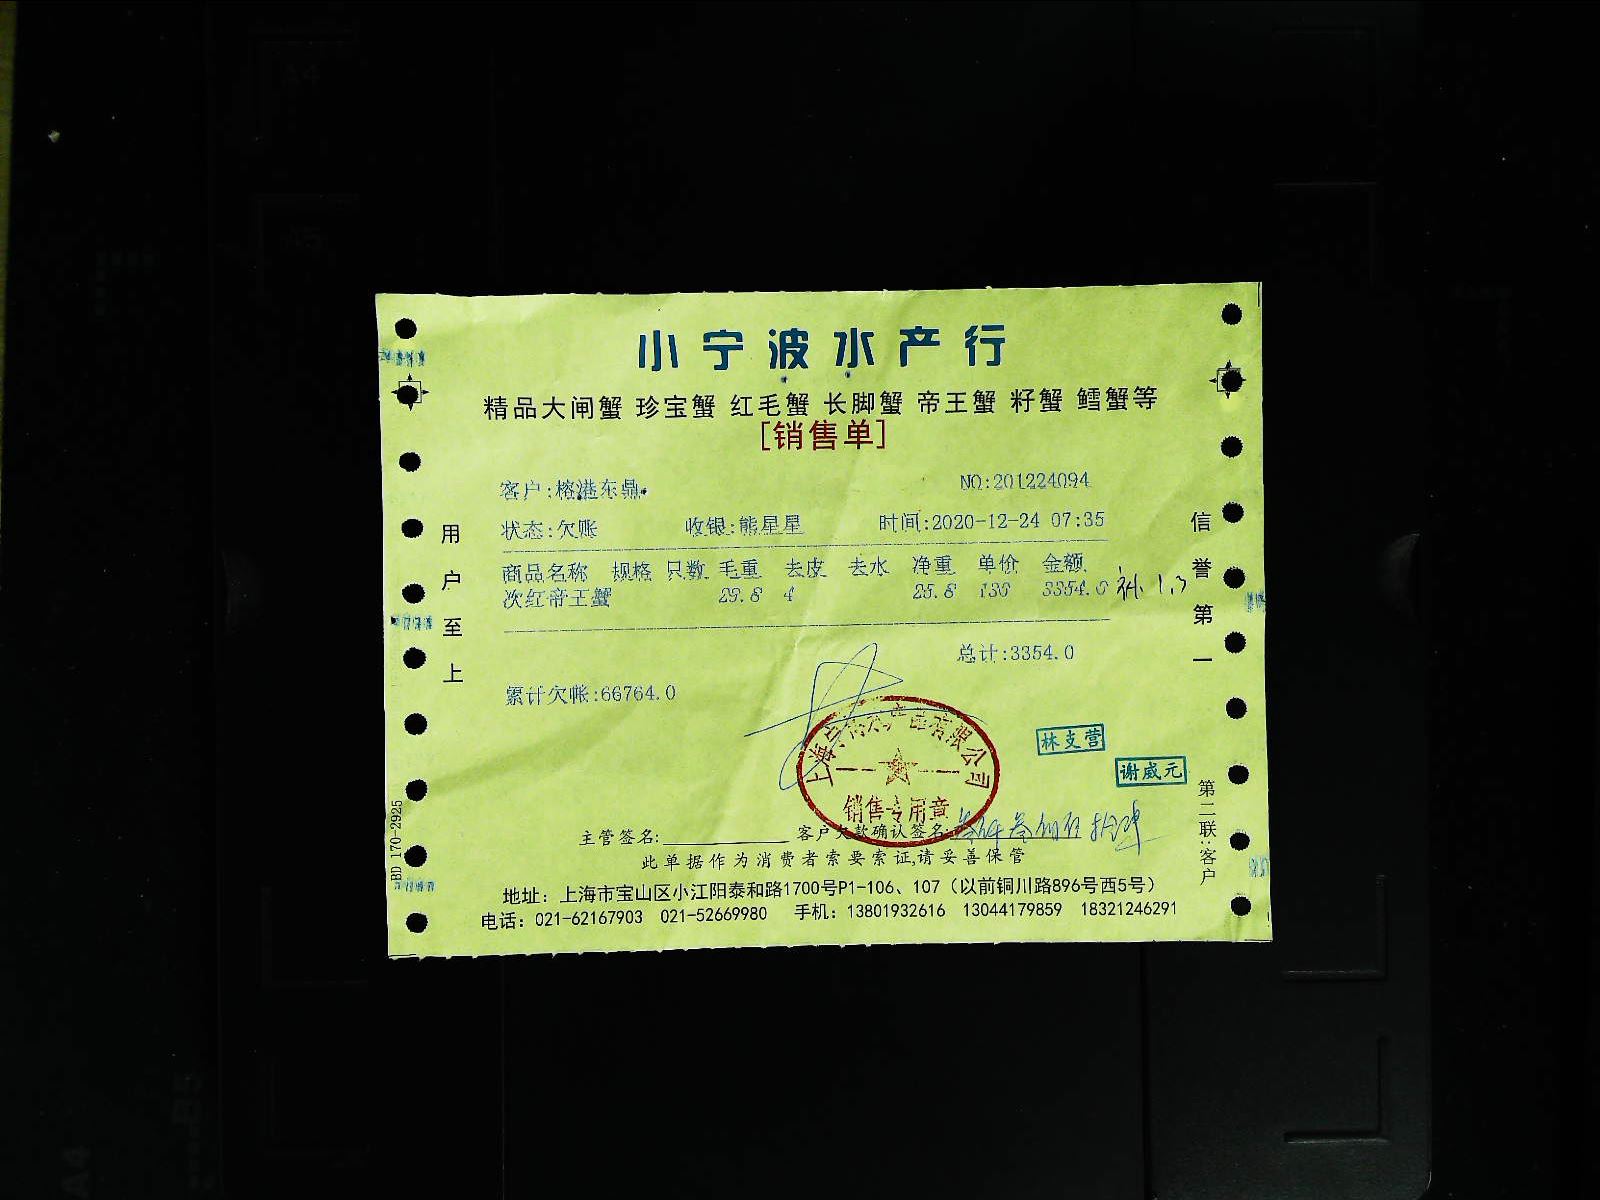 小宁波水产行
精品大闸蟹 珍宝蟹 红毛蟹 长脚蟹 帝王蟹 籽蟹 鳕蟹等
[销售单]
客户:榕港东鼎 NO:201224094
状态:欠账 收银:熊星星 时间:2020-12-24 07:35
商品名称 规格 只数 毛重 去皮 去水 净重 单价 金额
次红帝王蟹 29.8 4 25.8 130 3354.0 补 1.3
总计:3354.0
累计欠帐:66764.0
林支营
谢威元
销售专用章
主管签名: 客户欠款确认签名:
此单据作为消费者索要索证,请妥善保管
地址：上海市宝山区小江阳泰和路1700号P1-106、107（以前铜川路896号西5号）
电话：021-62167903 021-52669980 手机：13801932616 13044179859 18321246291
用户至上
信誉第一
第二联:客户
BD 170-2925
A4
A5